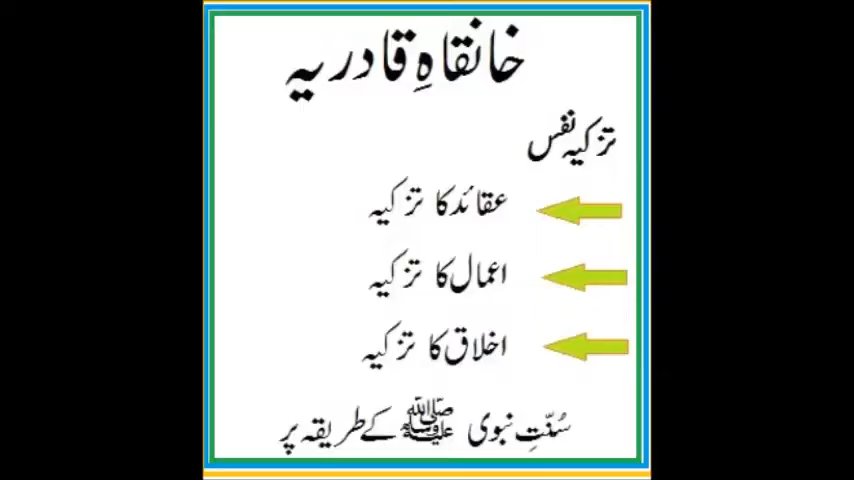 خانقاہِ قادریہ
تزکیہ نفس
عقائد کا تزکیہ
اعمال کا تزکیہ
اخلاق کا تزکیہ
سُنّتِ نبوی ﷺ کے طریقہ پر